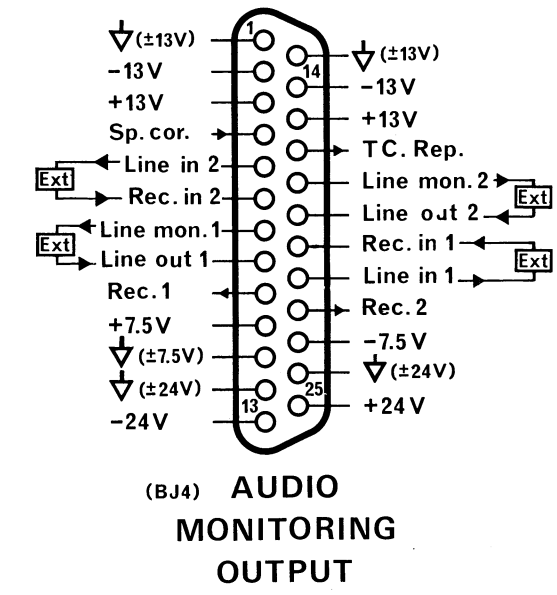 (±13V)
-13V
+13V
Sp. cor.
Line in 2
Ext
Rec. in 2
Line mon. 1
Ext
Line out 1
Rec. 1
+7.5V
(±7.5V)
(±24V)
-24V
1
13
14
25
(±13V)
-13V
+13V
TC. Rep.
Line mon. 2
Ext
Line out 2
Rec. in 1
Ext
Line in 1
Rec. 2
-7.5V
(±24V)
+24V
(BJ4) AUDIO
MONITORING
OUTPUT